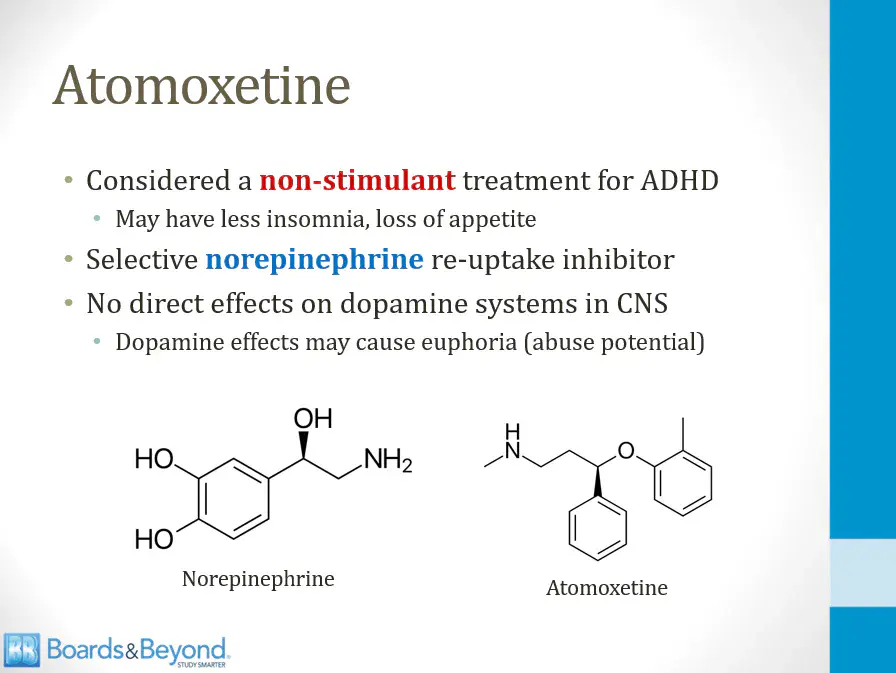 Atomoxetine
• Considered a non-stimulant treatment for ADHD
• May have less insomnia, loss of appetite
• Selective norepinephrine re-uptake inhibitor
• No direct effects on dopamine systems in CNS
• Dopamine effects may cause euphoria (abuse potential)
OH
HO
NH2
HO
Norepinephrine
H
N
O
Atomoxetine
BB Boards&Beyond.
STUDY SMARTER